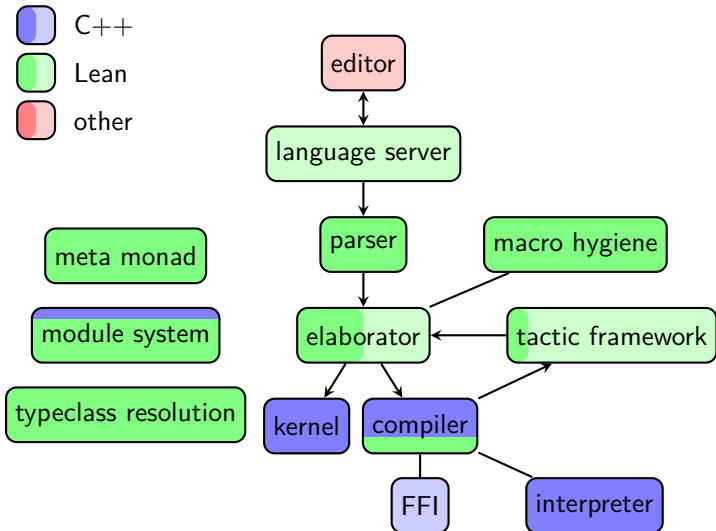 C++
Lean
other
editor
language server
parser
macro hygiene
meta monad
module system
elaborator
tactic framework
typeclass resolution
kernel
compiler
FFI
interpreter